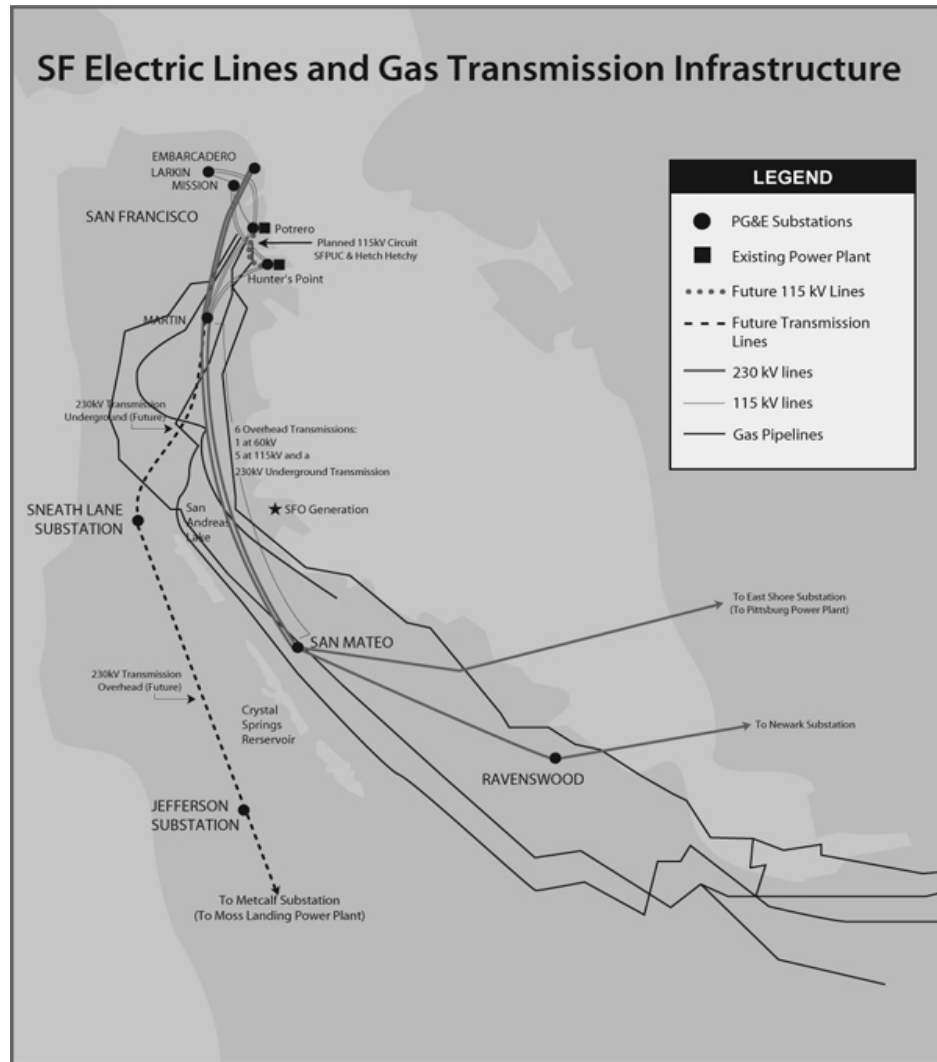 SF Electric Lines and Gas Transmission Infrastructure
EMBARCADERO
LARKIN
MISSION
SAN FRANCISCO
Potrero
Planned 115kV Circuit
SFPUC & Hetch Hetchy
Hunter's Point
MARTIN
230kV Transmission
Underground (Future)
6 Overhead Transmissions:
1 at 60kV
5 at 115kV and a
230kV Underground Transmission
SNEATH LANE
SUBSTATION
San
Andreas
Lake
SFO Generation
SAN MATEO
To East Shore Substation
(To Pittsburg Power Plant)
230kV Transmission
Overhead (Future)
Crystal
Springs
Rerservoir
To Newark Substation
RAVENSWOOD
JEFFERSON
SUBSTATION
To Metcalf Substation
(To Moss Landing Power Plant)
LEGEND
PG&E Substations
Existing Power Plant
Future 115 kV Lines
Future Transmission
Lines
230 kV lines
115 kV lines
Gas Pipelines